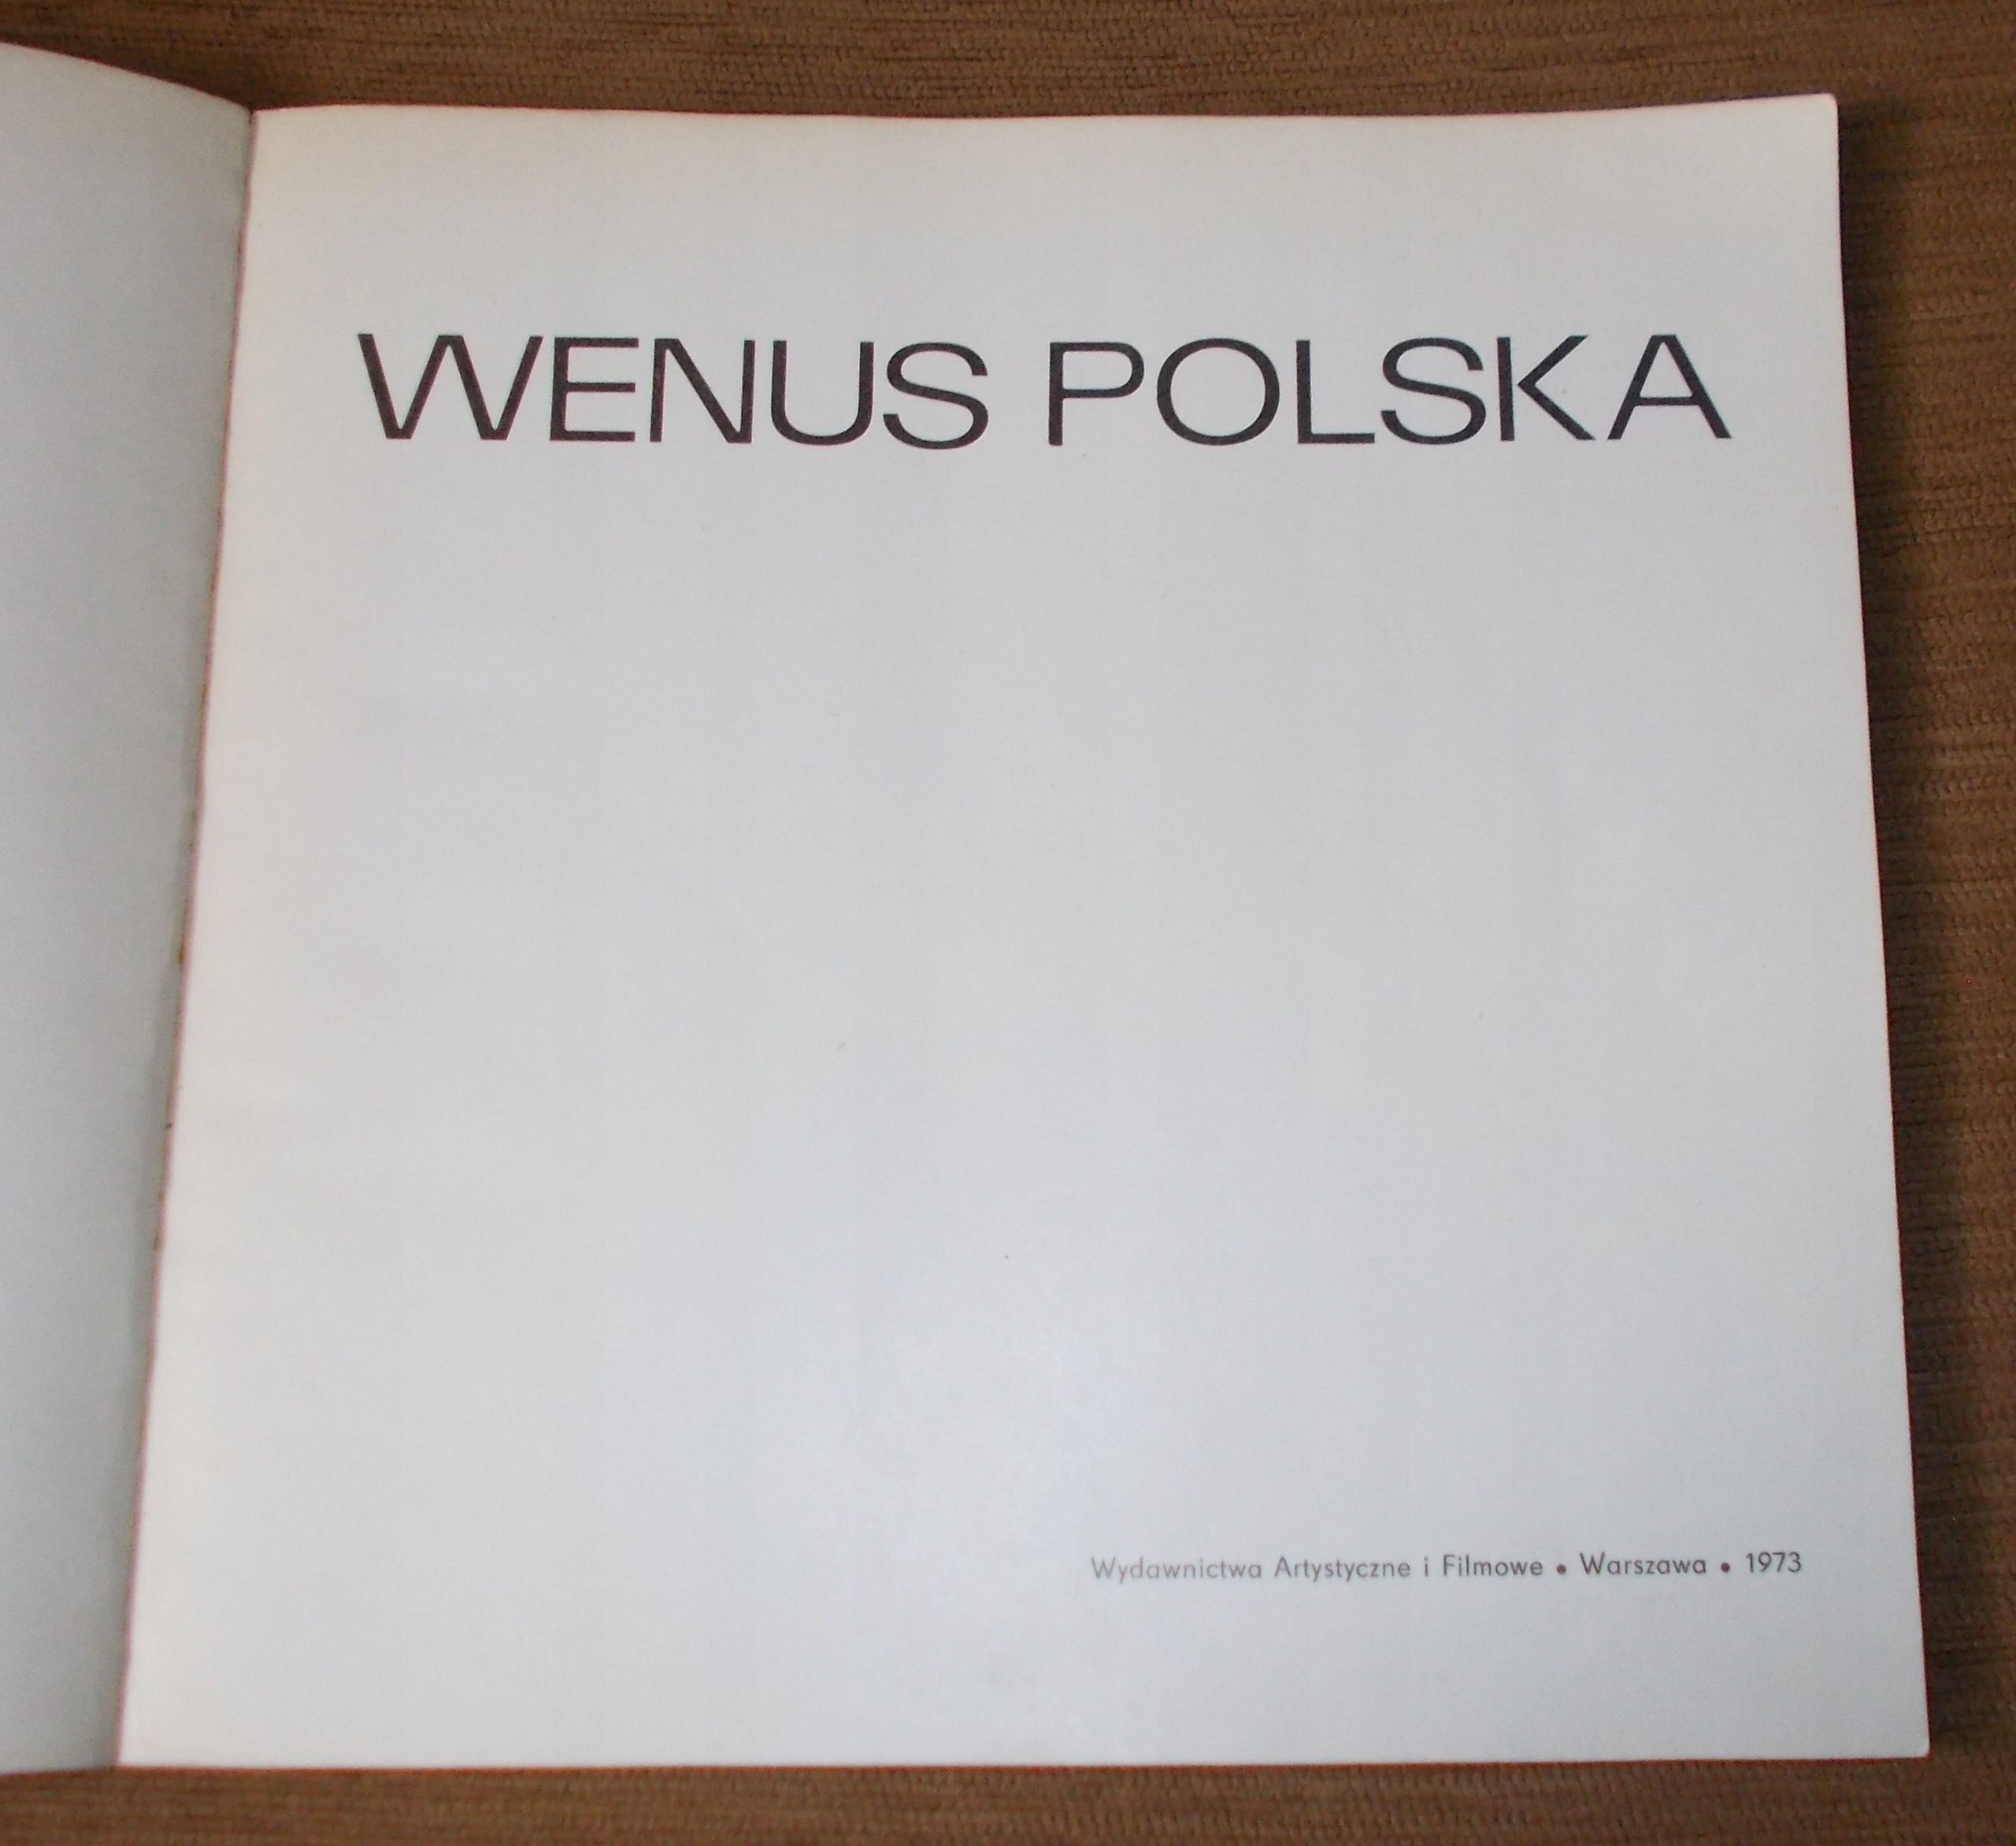 WENUS POLSKA
Wydawnictwa Artystyczne i Filmowe • Warszawa • 1973